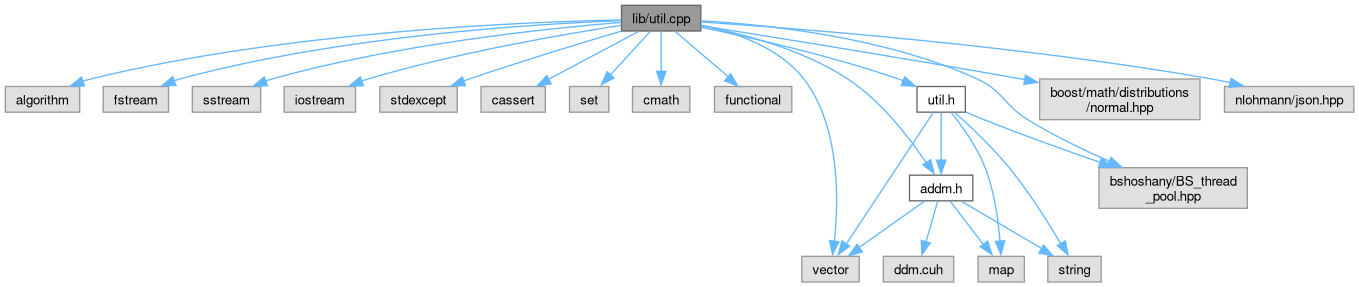 lib/util.cpp
algorithm
fstream
sstream
iostream
stdexcept
cassert
set
cmath
functional
util.h
boost/math/distributions
/normal.hpp
nlohmann/json.hpp
addm.h
bshoshany/BS_thread
_pool.hpp
vector
ddm.cuh
map
string